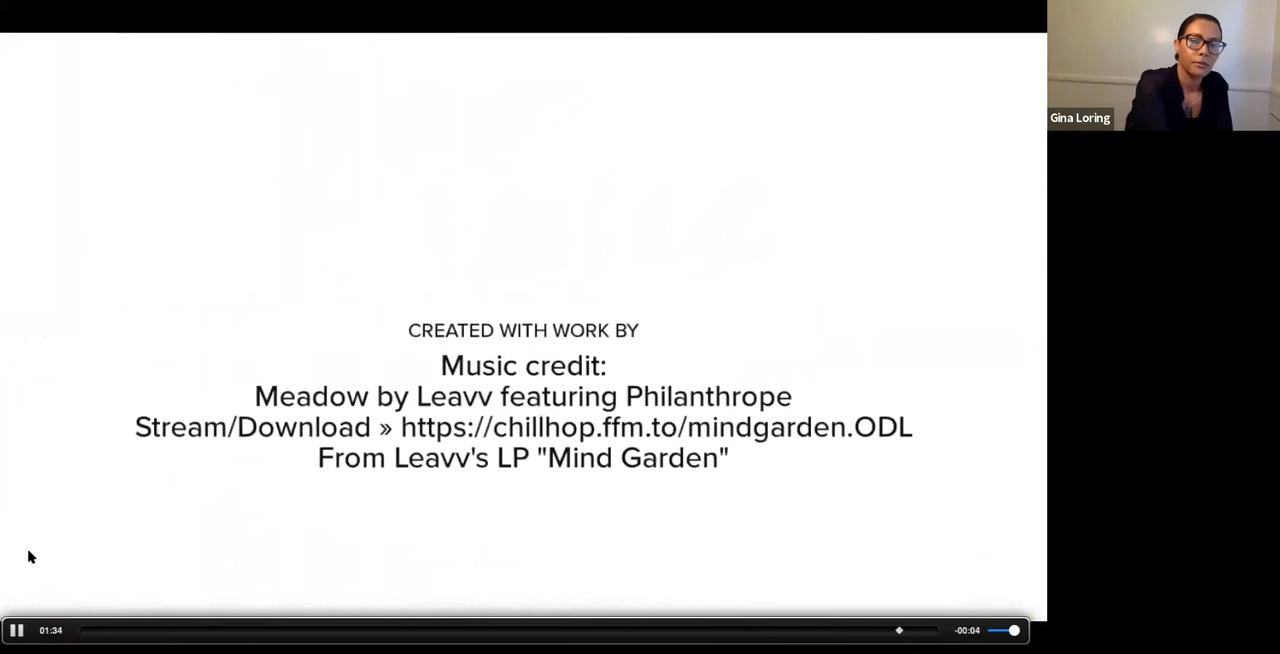 Gina Loring
CREATED WITH WORK BY
Music credit:
Meadow by Leavv featuring Philanthrope
Stream/Download » https://chillhop.ffm.to/mindgarden.ODL
From Leavv's LP "Mind Garden"
01:34
-00:04